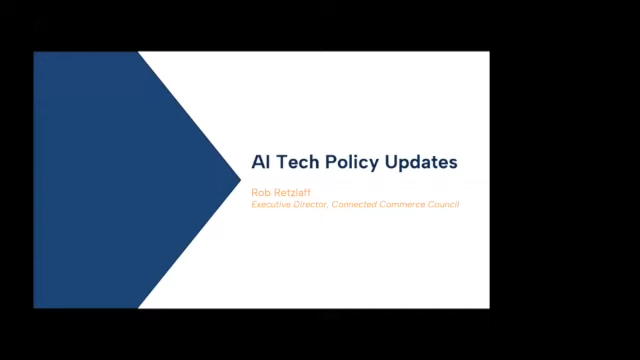 AI Tech Policy Updates
Rob Retzlaff
Executive Director, Connected Commerce Council